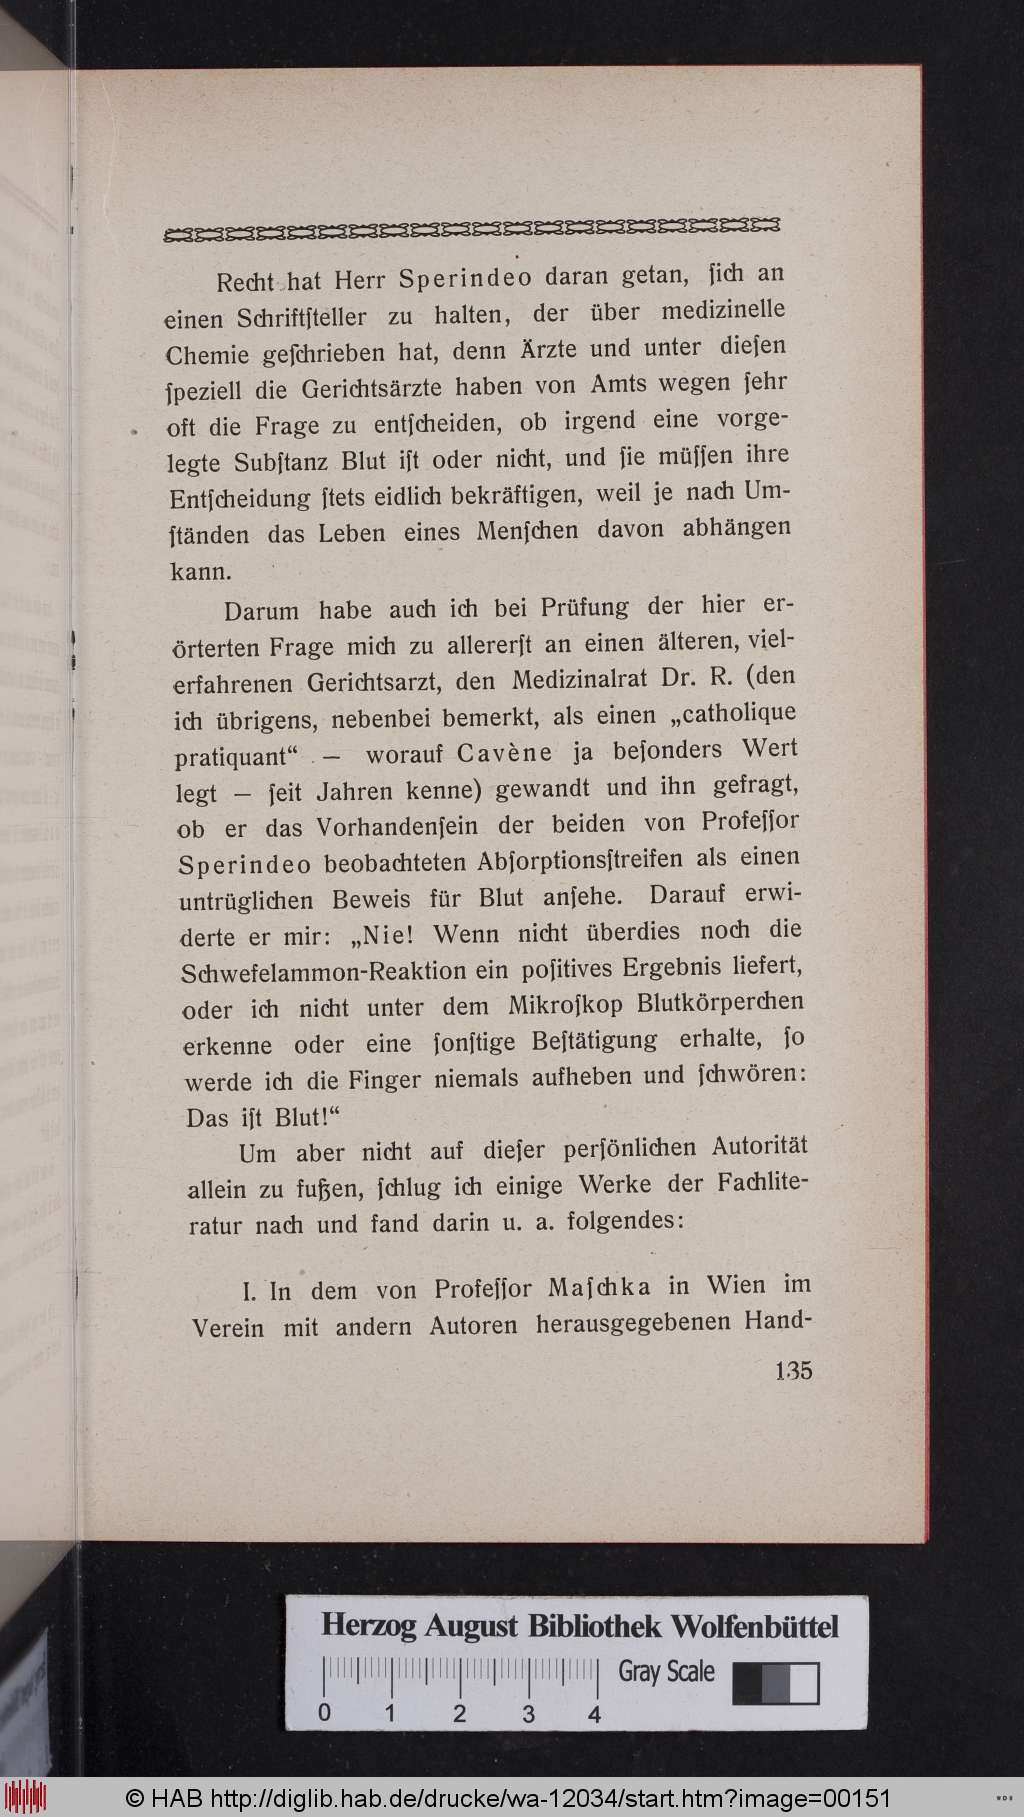 Recht hat Herr Sperindeo daran getan, ſich an
einen Schriftſteller zu halten, der über medizinelle
Chemie geſchrieben hat, denn Ärzte und unter dieſen
ſpeziell die Gerichtsärzte haben von Amts wegen ſehr
oft die Frage zu entſcheiden, ob irgend eine vorge-
legte Subſtanz Blut iſt oder nicht, und ſie müſſen ihre
Entſcheidung ſtets eidlich bekräftigen, weil je nach Um-
ſtänden das Leben eines Menſchen davon abhängen
kann.
Darum habe auch ich bei Prüfung der hier er-
örterten Frage mich zu allererſt an einen älteren, viel-
erfahrenen Gerichtsarzt, den Medizinalrat Dr. R. (den
ich übrigens, nebenbei bemerkt, als einen „catholique
pratiquant“ — worauf Cavène ja beſonders Wert
legt — ſeit Jahren kenne) gewandt und ihn gefragt,
ob er das Vorhandenſein der beiden von Profeſſor
Sperindeo beobachteten Abſorptionsſtreifen als einen
untrüglichen Beweis für Blut anſehe. Darauf erwi-
derte er mir: „Nie! Wenn nicht überdies noch die
Schwefelammon-Reaktion ein poſitives Ergebnis liefert,
oder ich nicht unter dem Mikroſkop Blutkörperchen
erkenne oder eine ſonſtige Beſtätigung erhalte, ſo
werde ich die Finger niemals aufheben und ſchwören:
Das iſt Blut!“
Um aber nicht auf dieſer perſönlichen Autorität
allein zu fußen, ſchlug ich einige Werke der Fachlite-
ratur nach und fand darin u. a. folgendes:
I. In dem von Profeſſor Maſchka in Wien im
Verein mit andern Autoren herausgegebenen Hand-
135
Herzog August Bibliothek Wolfenbüttel
Gray Scale
0 1 2 3 4
© HAB http://diglib.hab.de/drucke/wa-12034/start.htm?image=00151